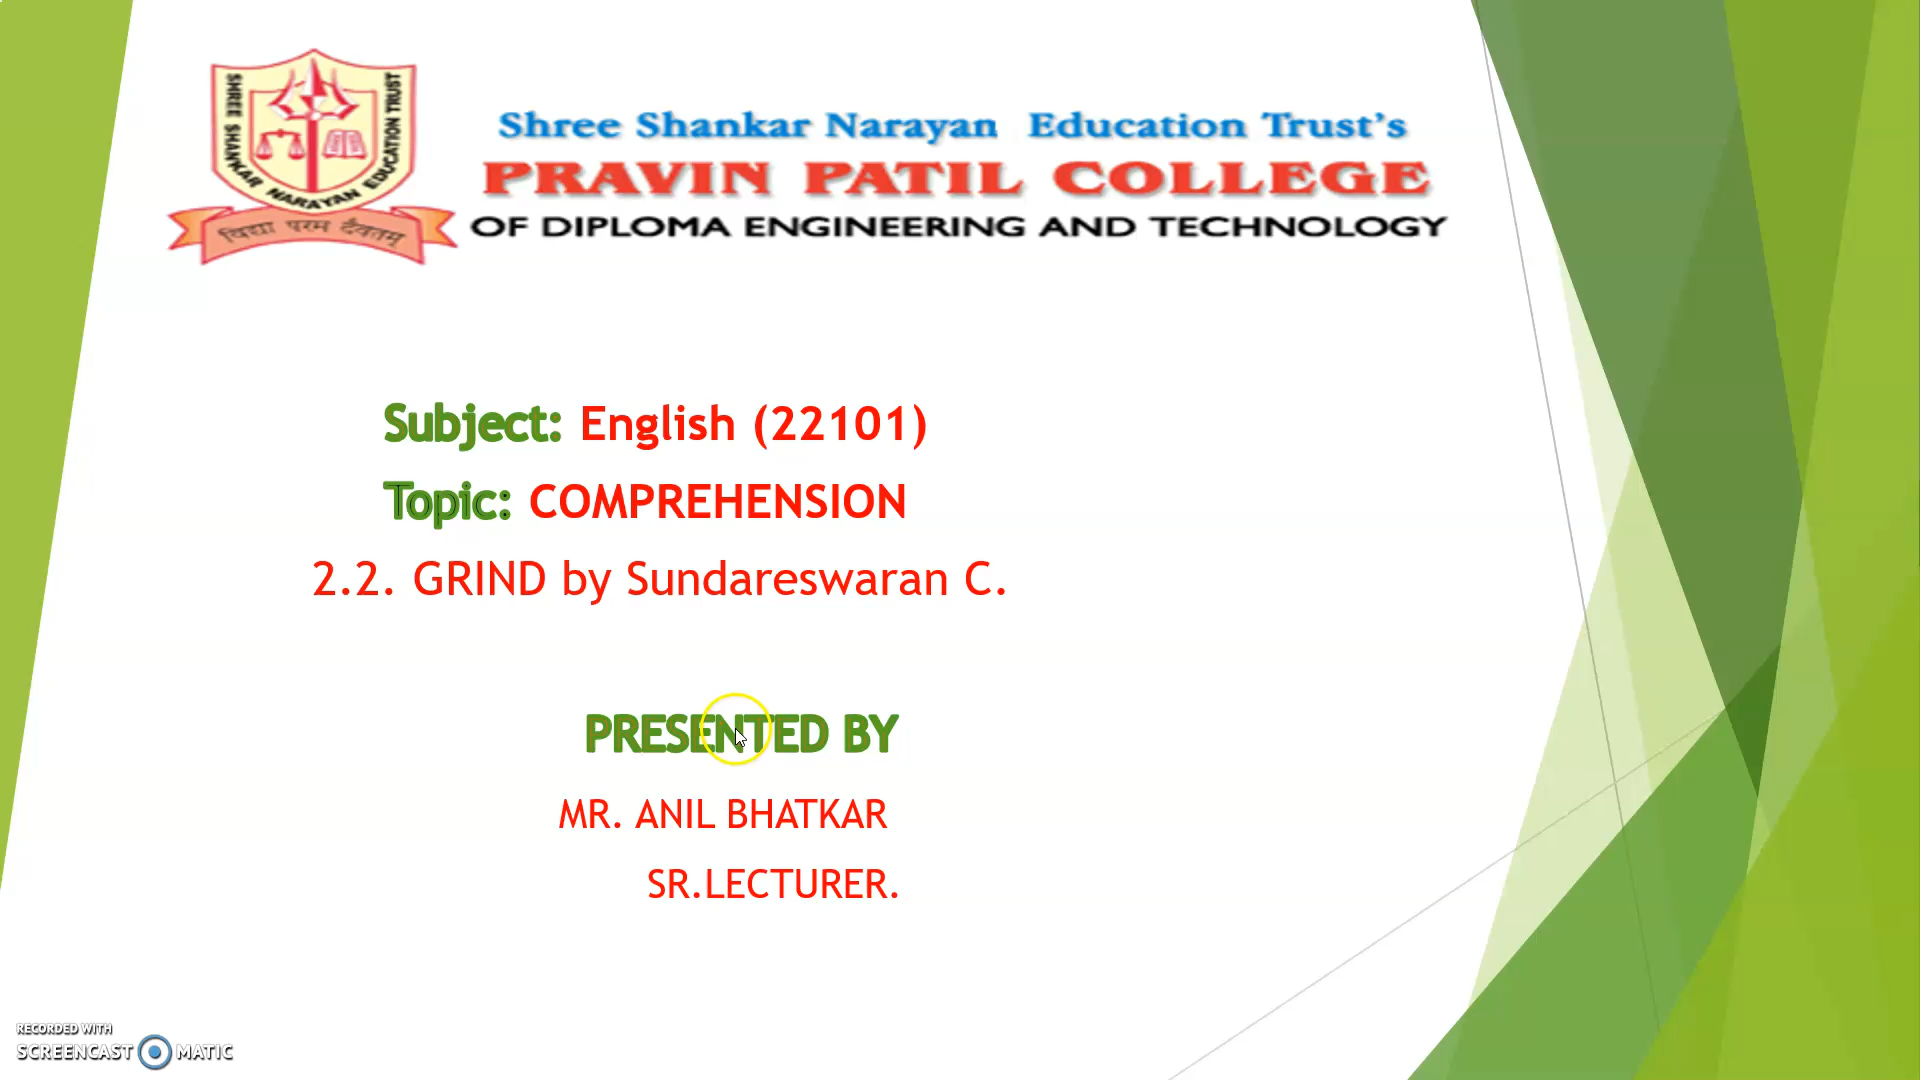 SHREE SHANKAR NARAYAN EDUCATION TRUST
विद्या परम दैवतम्
Shree Shankar Narayan Education Trust's
PRAVIN PATIL COLLEGE
OF DIPLOMA ENGINEERING AND TECHNOLOGY
Subject: English (22101)
Topic: COMPREHENSION
2.2. GRIND by Sundareswaran C.
PRESENTED BY
MR. ANIL BHATKAR
SR.LECTURER.
RECORDED WITH
SCREENCAST MATIC